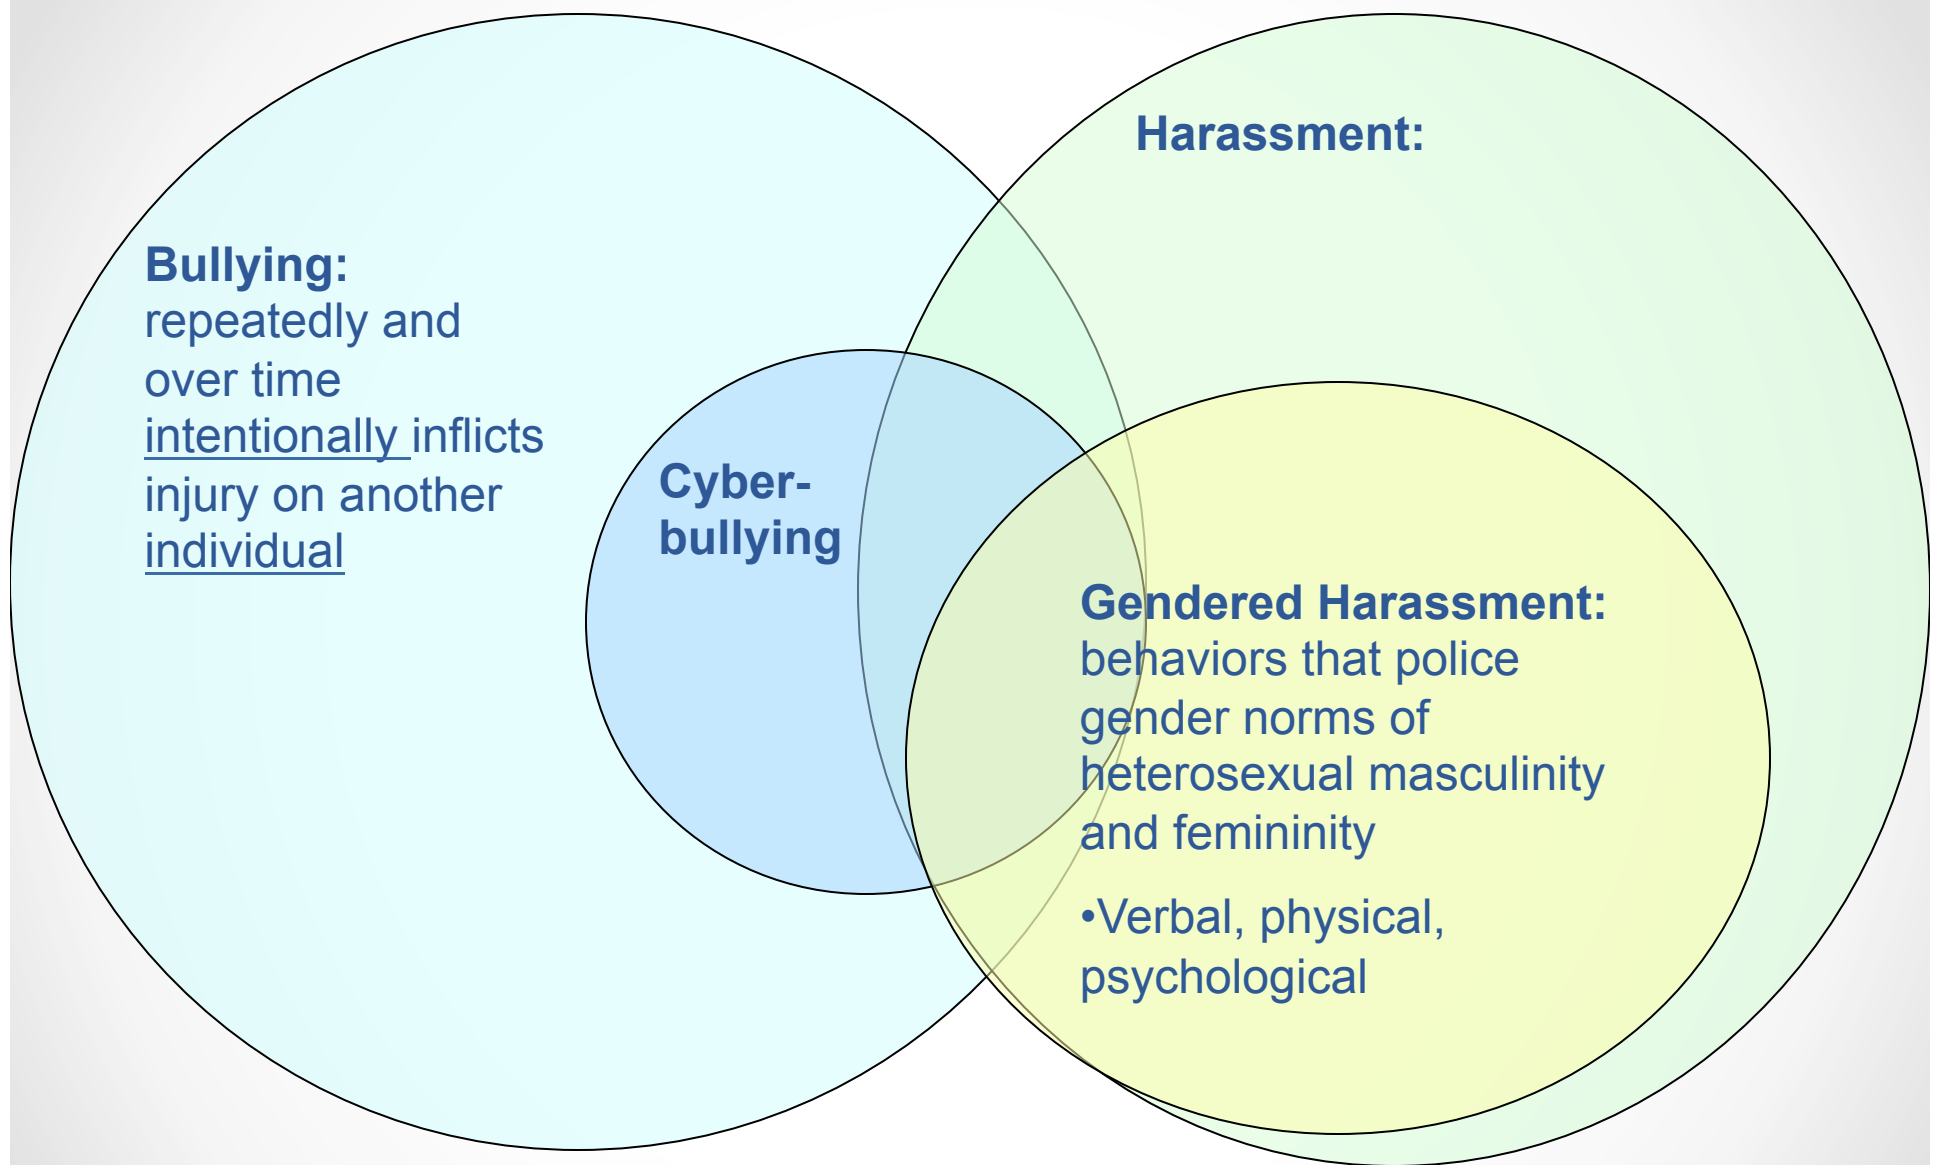 Harassment:
Bullying:
repeatedly and
over time
intentionally inflicts
injury on another
individual
Cyber-
bullying
Gendered Harassment:
behaviors that police
gender norms of
heterosexual masculinity
and femininity
•Verbal, physical,
psychological